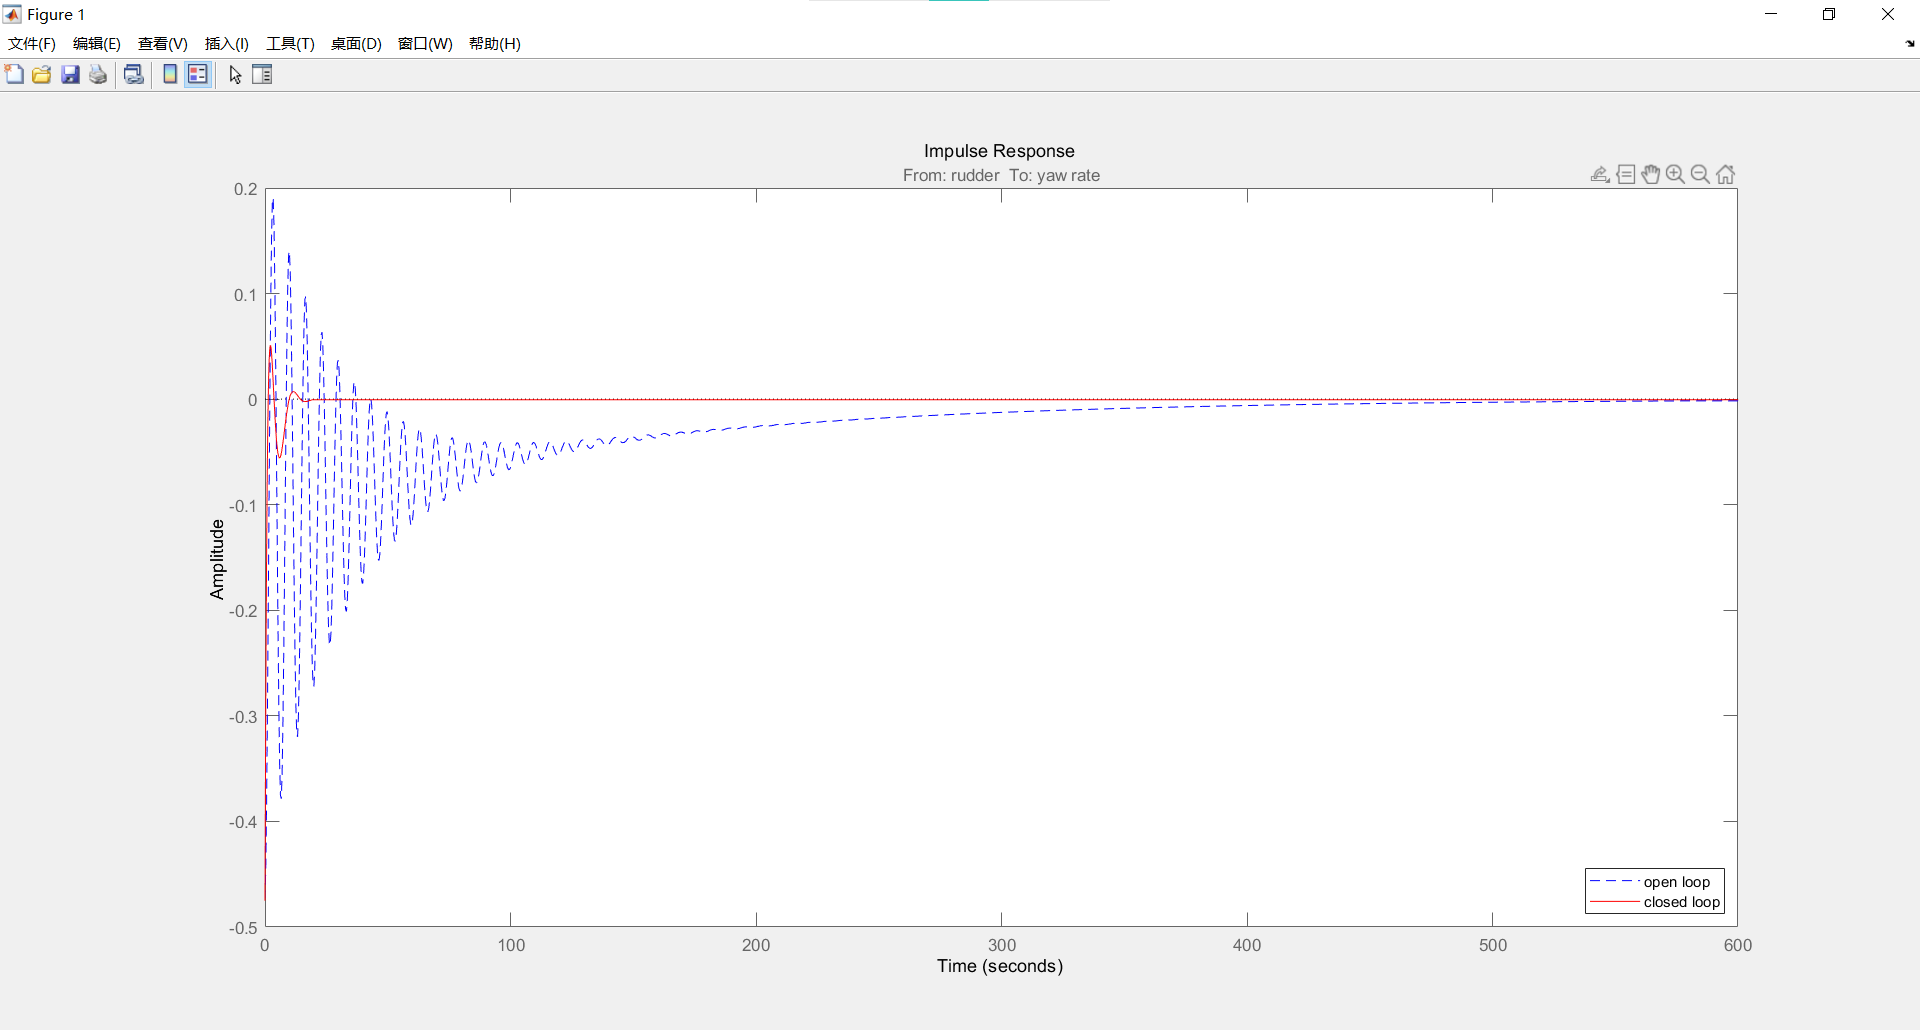 Figure 1
文件(F) 编辑(E) 查看(V) 插入(I) 工具(T) 桌面(D) 窗口(W) 帮助(H)
Impulse Response
From: rudder To: yaw rate
0.2
0.1
0
-0.1
-0.2
-0.3
-0.4
-0.5
Amplitude
0 100 200 300 400 500 600
Time (seconds)
open loop
closed loop